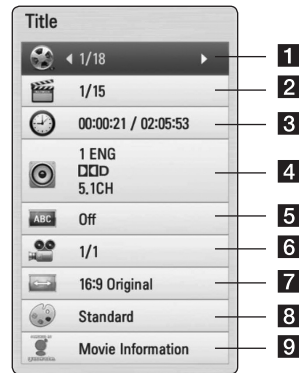 Title
1/18
1
1/15
2
00:00:21 / 02:05:53
3
1 ENG
DD D
5.1CH
4
ABC
Off
5
1/1
6
16:9 Original
7
Standard
8
Movie Information
9